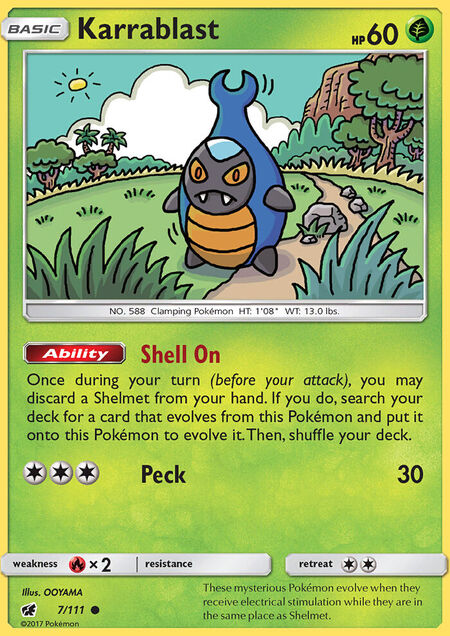 BASIC Karrablast HP 60
NO. 588 Clamping Pokémon HT: 1'08" WT: 13.0 lbs.
Ability Shell On
Once during your turn (before your attack), you may
discard a Shelmet from your hand. If you do, search your
deck for a card that evolves from this Pokémon and put it
onto this Pokémon to evolve it. Then, shuffle your deck.
Peck 30
weakness ×2 resistance retreat
Illus. OOYAMA
7/111
©2017 Pokémon
These mysterious Pokémon evolve when they
receive electrical stimulation while they are in
the same place as Shelmet.